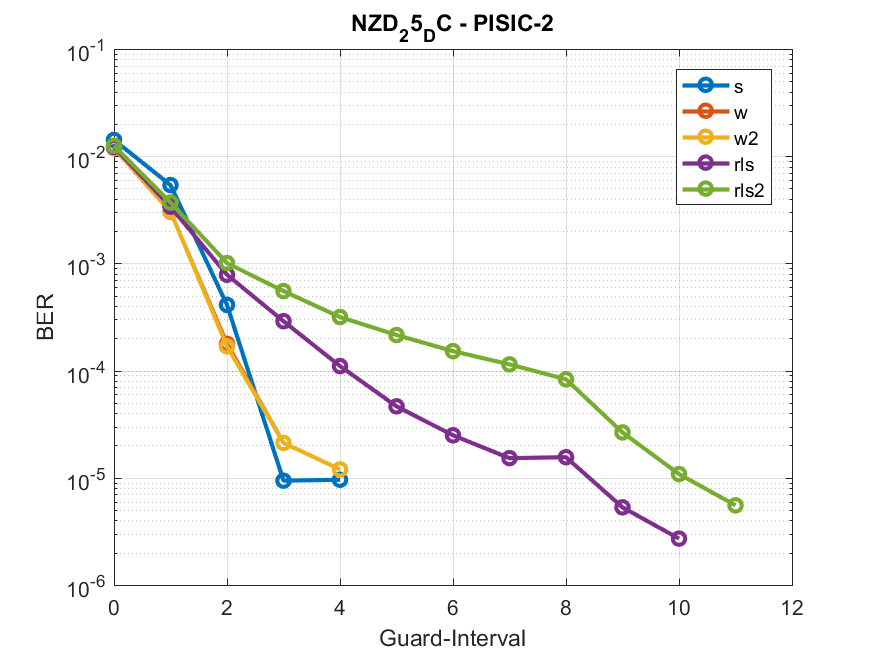 NZD₂5_DC - PISIC-2
10⁻¹
s
w
w2
rls
rls2
10⁻²
10⁻³
BER
10⁻⁴
10⁻⁵
10⁻⁶
0 2 4 6 8 10 12
Guard-Interval